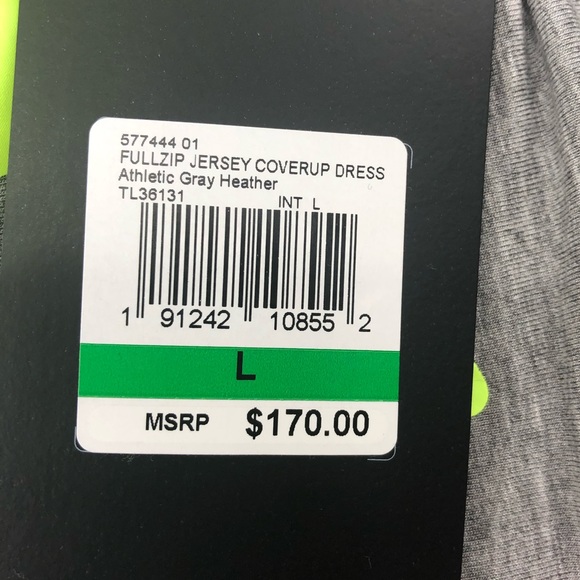 577444 01
FULLZIP JERSEY COVERUP DRESS
Athletic Gray Heather
TL36131 INT L
1 91242 10855 2
L
MSRP $170.00